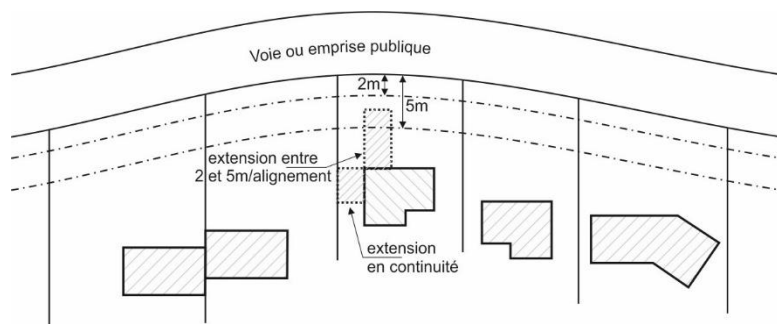 Voie ou emprise publique
2m
5m
extension entre
2 et 5m/alignement
extension
en continuité